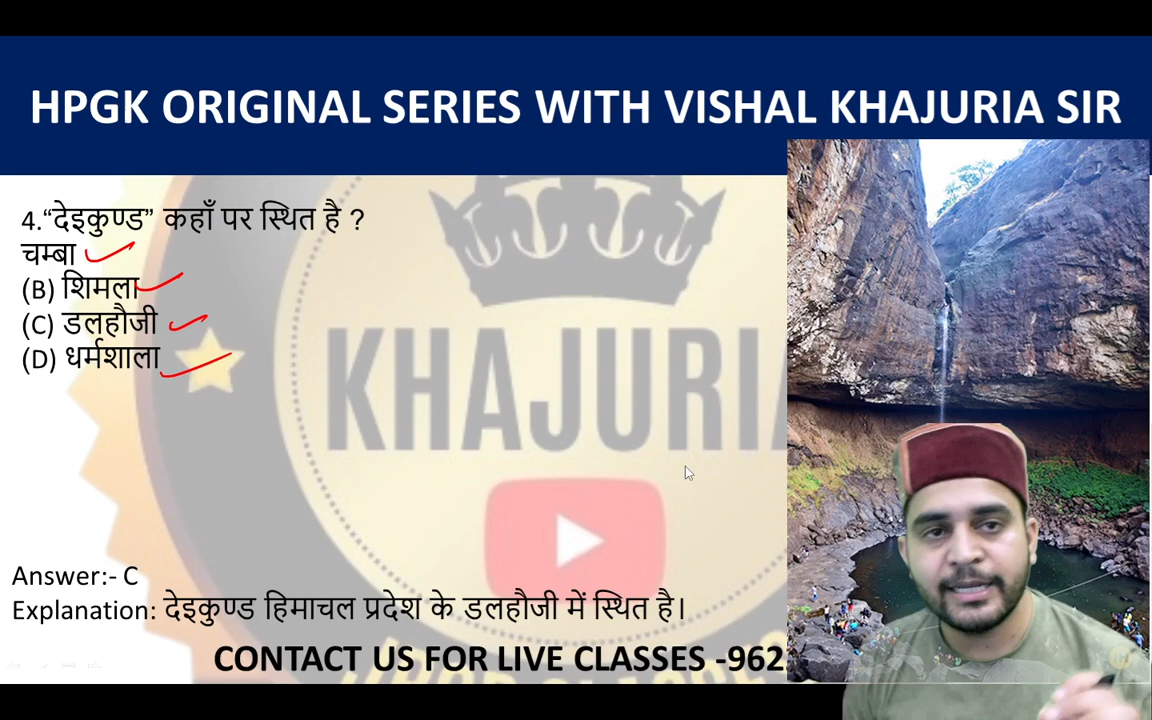 HPGK ORIGINAL SERIES WITH VISHAL KHAJURIA SIR
4.“देइकुण्ड” कहाँ पर स्थित है ?
चम्बा
(B) शिमला
(C) डलहौजी
(D) धर्मशाला
KHAJURIA
Answer:- C
Explanation: देइकुण्ड हिमाचल प्रदेश के डलहौजी में स्थित है।
CONTACT US FOR LIVE CLASSES -962